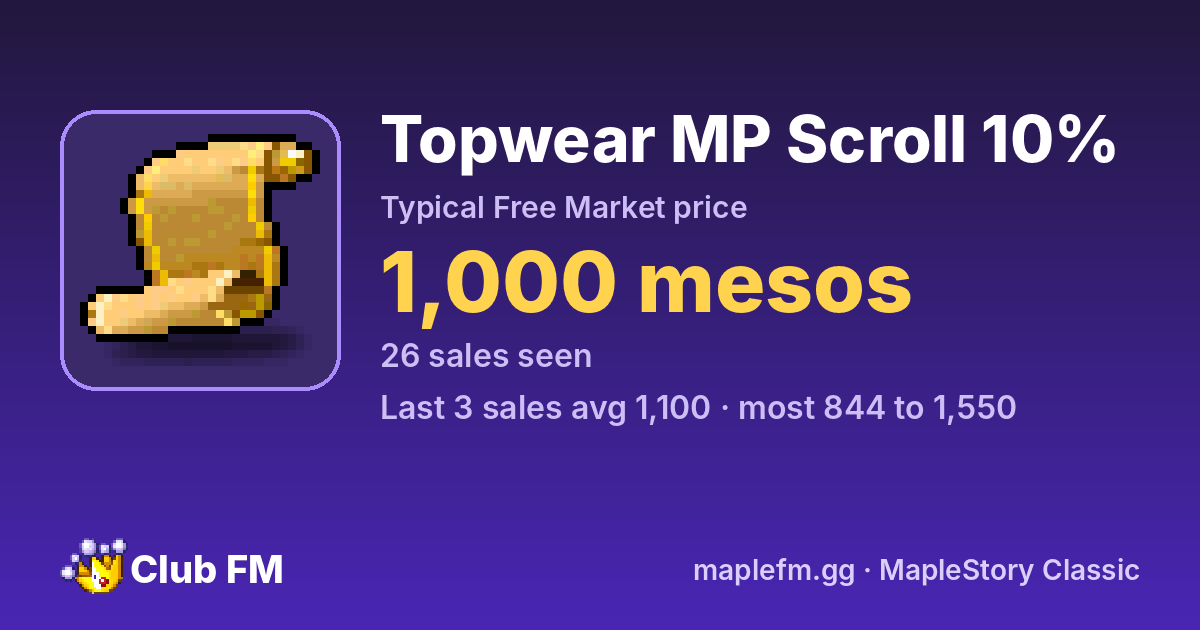 Topwear MP Scroll 10%
Typical Free Market price
1,000 mesos
26 sales seen
Last 3 sales avg 1,100 · most 844 to 1,550
Club FM
maplefm.gg · MapleStory Classic